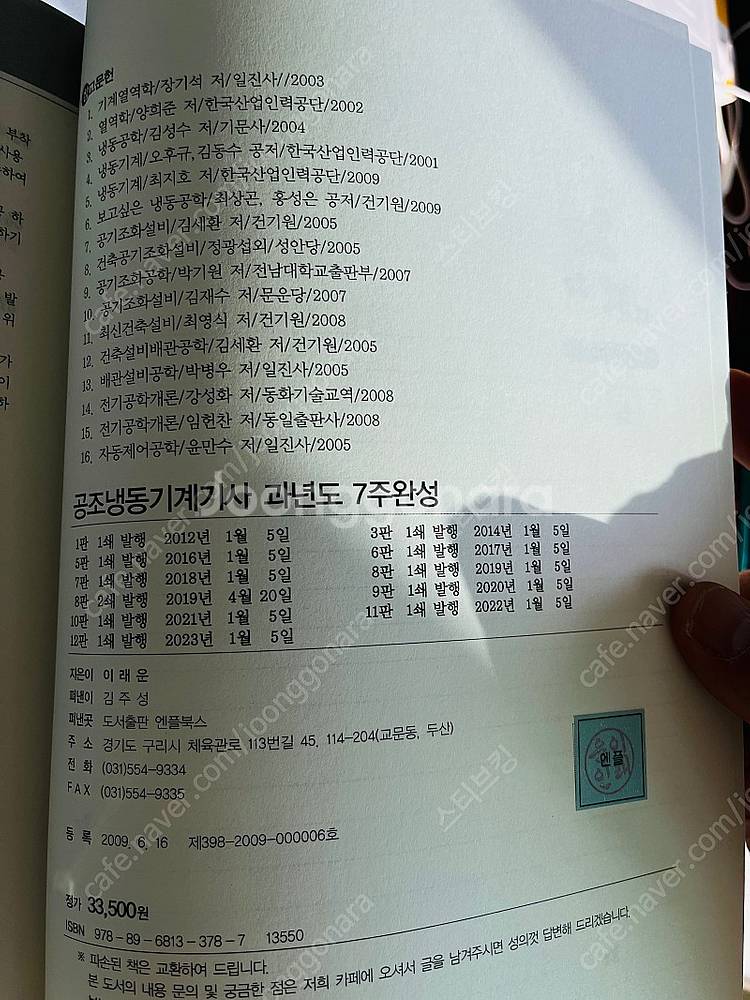 부착
사용
하여
하
하기
발
위
가
이
하
참고문헌
1. 기계열역학/장기석 저/일진사//2003
2. 열역학/양희준 저/한국산업인력공단/2002
3. 냉동공학/김성수 저/기문사/2004
4. 냉동기계/오후규, 김동수 공저/한국산업인력공단/2001
5. 냉동기계/최지호 저/한국산업인력공단/2009
6. 보고싶은 냉동공학/최상곤, 홍성은 공저/건기원/2009
7. 공기조화설비/김세환 저/건기원/2005
8. 건축공기조화설비/정광섭외/성안당/2005
9. 공기조화공학/박기원 저/전남대학교출판부/2007
10. 공기조화설비/김재수 저/문운당/2007
11. 최신건축설비/최영식 저/건기원/2008
12. 건축설비배관공학/김세환 저/건기원/2005
13. 배관설비공학/박병우 저/일진사/2005
14. 전기공학개론/강성화 저/동화기술교역/2008
15. 전기공학개론/임헌찬 저/동일출판사/2008
16. 자동제어공학/윤만수 저/일진사/2005
공조냉동기계기사 과년도 7주완성
1판 1쇄 발행 2012년 1월 5일 3판 1쇄 발행 2014년 1월 5일
5판 1쇄 발행 2016년 1월 5일 6판 1쇄 발행 2017년 1월 5일
7판 1쇄 발행 2018년 1월 5일 8판 1쇄 발행 2019년 1월 5일
8판 2쇄 발행 2019년 4월 20일 9판 1쇄 발행 2020년 1월 5일
10판 1쇄 발행 2021년 1월 5일 11판 1쇄 발행 2022년 1월 5일
12판 1쇄 발행 2023년 1월 5일
지은이 이래운
펴낸이 김주성
펴낸곳 도서출판 엔플북스
주 소 경기도 구리시 체육관로 113번길 45, 114-204(교문동, 두산)
전 화 (031)554-9334
FAX (031)554-9335
엔플
등 록 2009. 6. 16 제398-2009-000006호
정가 33,500원
ISBN 978-89-6813-378-7 13550
※ 파손된 책은 교환하여 드립니다.
본 도서의 내용 문의 및 궁금한 점은 저희 카페에 오셔서 글을 남겨주시면 성의껏 답변해 드리겠습니다.
joonggonara
cafe.naver.com/joonggonara
스티브킹